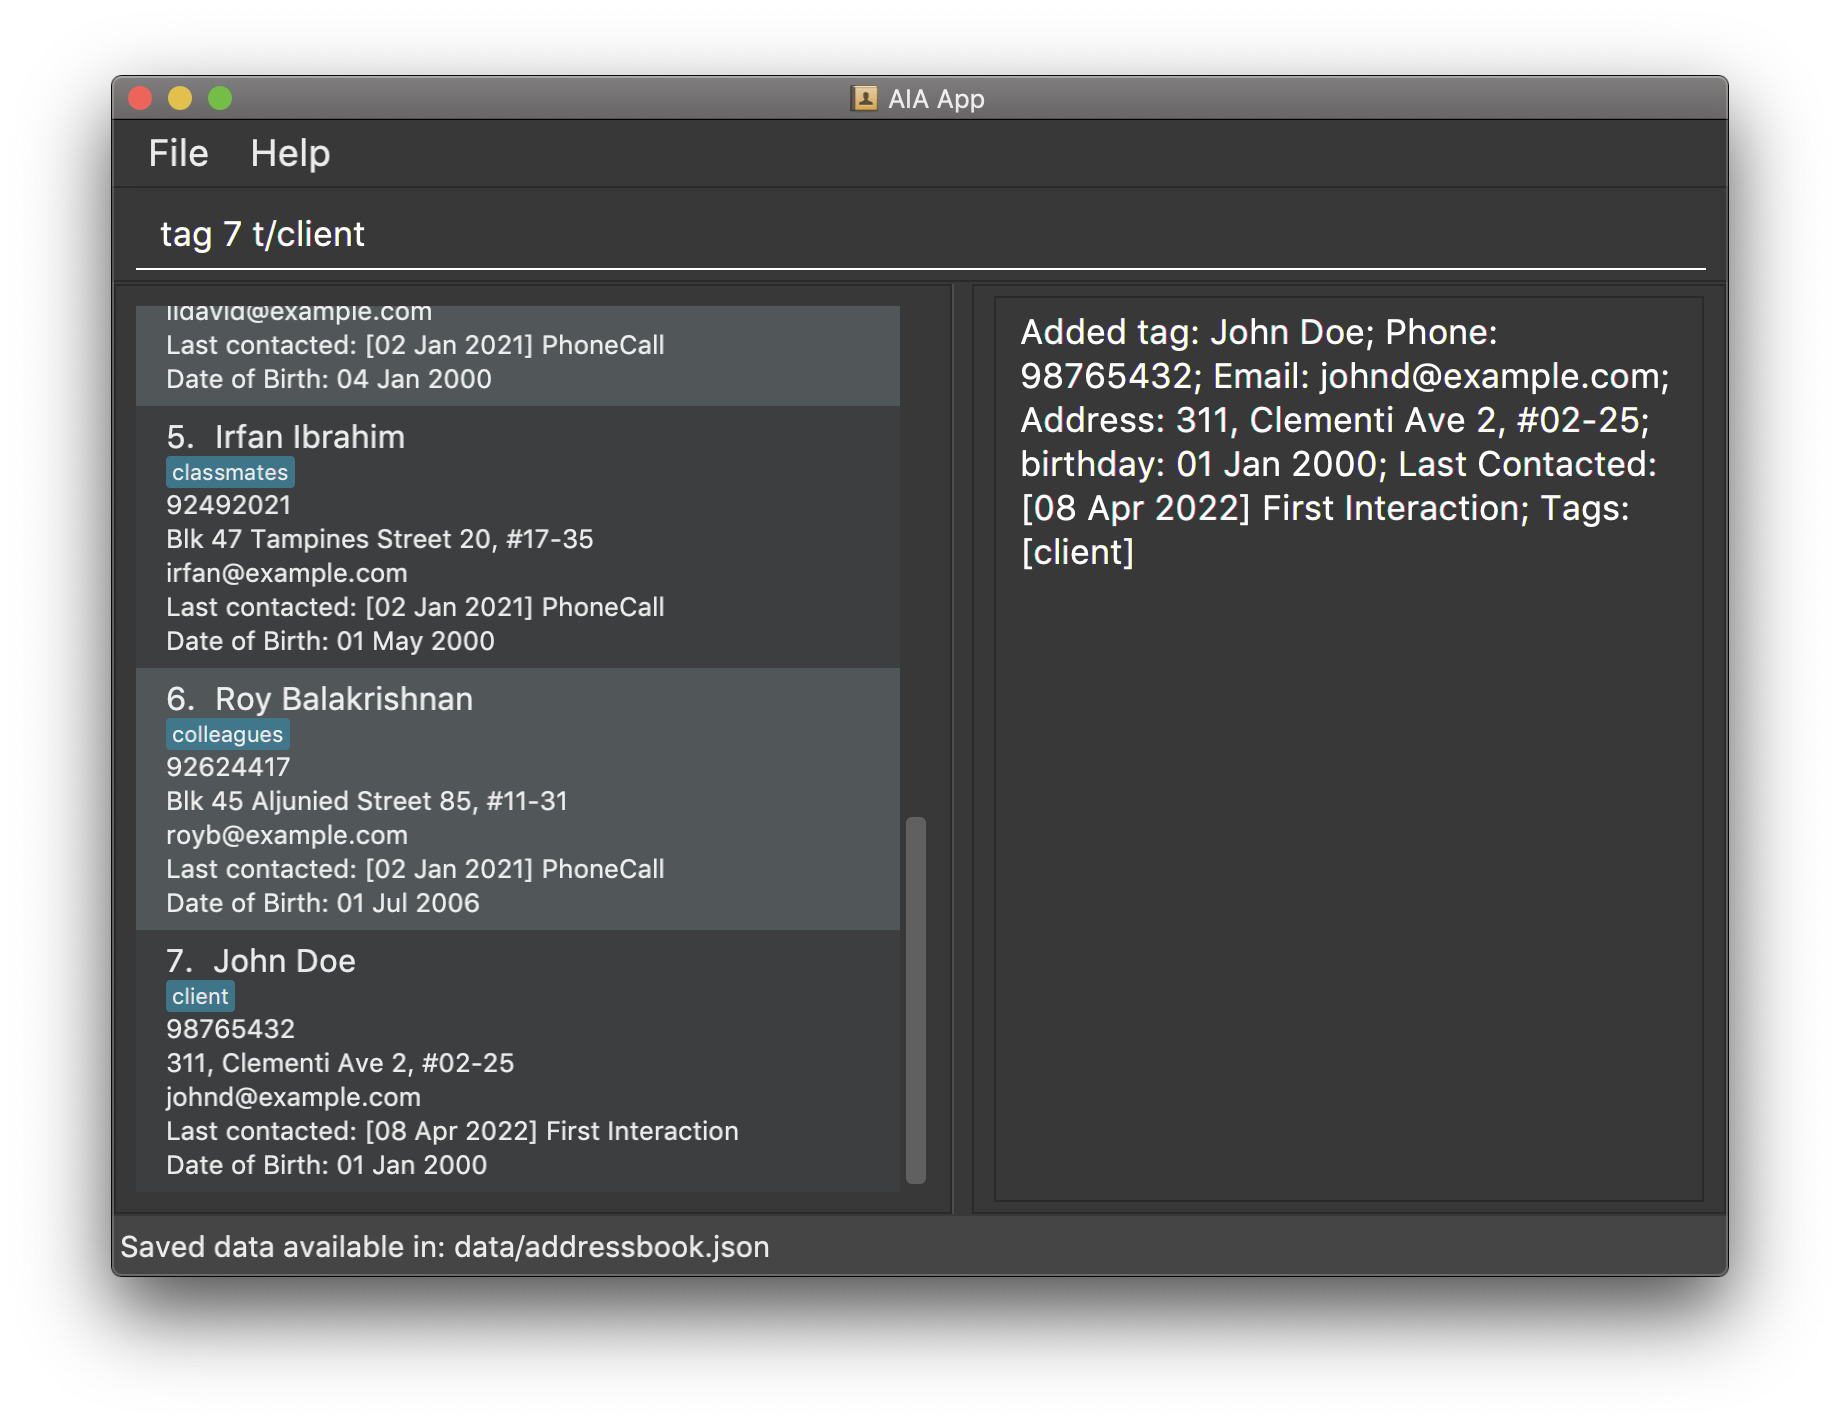 AIA App
File Help
tag 7 t/client
lidavid@example.com
Last contacted: [02 Jan 2021] PhoneCall
Date of Birth: 04 Jan 2000
5. Irfan Ibrahim
classmates
92492021
Blk 47 Tampines Street 20, #17-35
irfan@example.com
Last contacted: [02 Jan 2021] PhoneCall
Date of Birth: 01 May 2000
6. Roy Balakrishnan
colleagues
92624417
Blk 45 Aljunied Street 85, #11-31
royb@example.com
Last contacted: [02 Jan 2021] PhoneCall
Date of Birth: 01 Jul 2006
7. John Doe
client
98765432
311, Clementi Ave 2, #02-25
johnd@example.com
Last contacted: [08 Apr 2022] First Interaction
Date of Birth: 01 Jan 2000
Added tag: John Doe; Phone:
98765432; Email: johnd@example.com;
Address: 311, Clementi Ave 2, #02-25;
birthday: 01 Jan 2000; Last Contacted:
[08 Apr 2022] First Interaction; Tags:
[client]
Saved data available in: data/addressbook.json